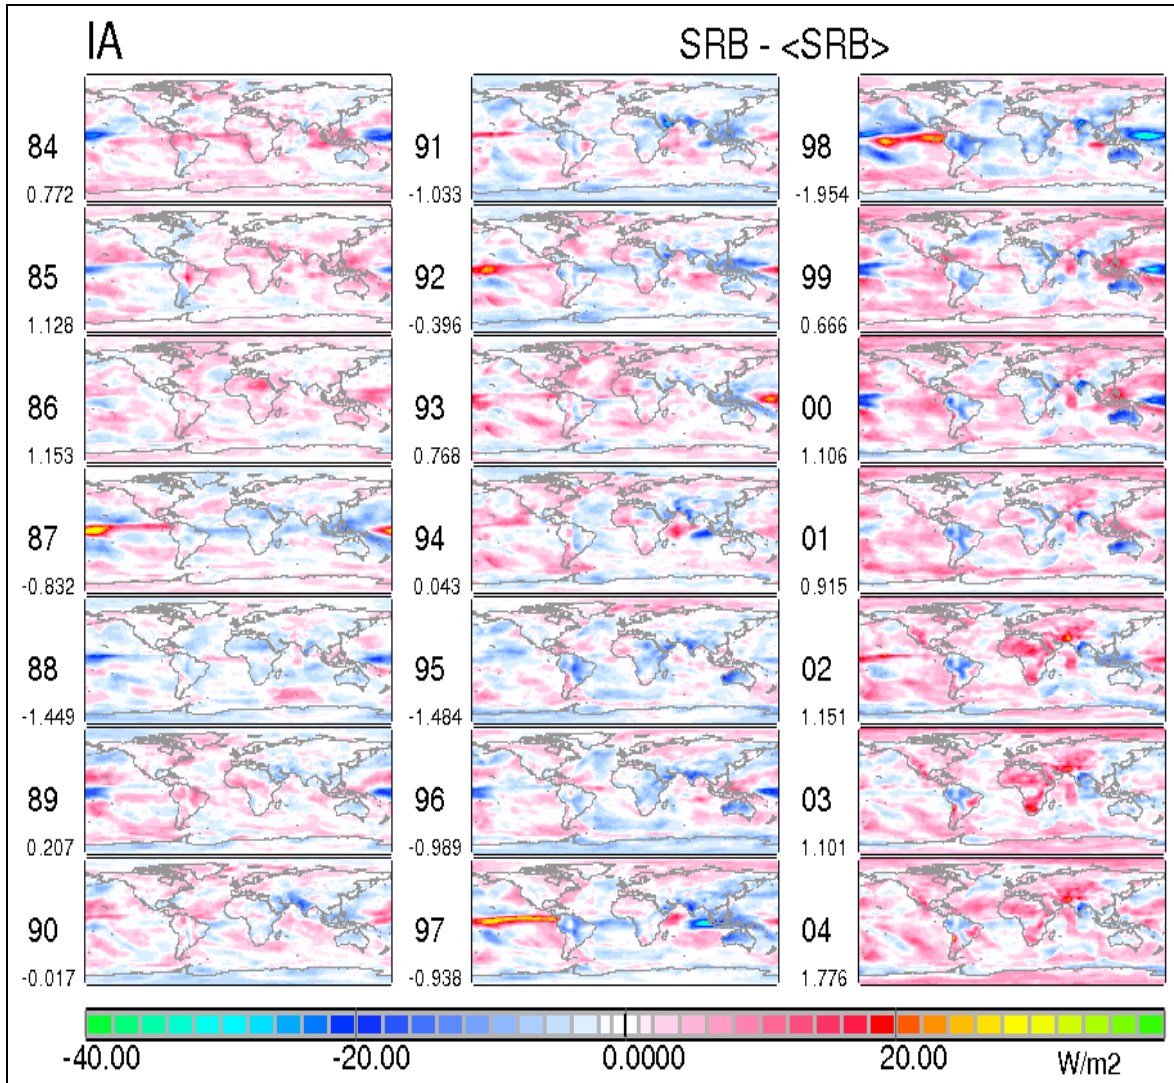 IA SRB - <SRB>
84 91 98
0.772 -1.033 -1.954
85 92 99
1.128 -0.396 0.666
86 93 00
1.153 0.768 1.106
87 94 01
-0.832 0.043 0.915
88 95 02
-1.449 -1.484 1.151
89 96 03
0.207 -0.989 1.101
90 97 04
-0.017 -0.938 1.776
-40.00 -20.00 0.0000 20.00 W/m2